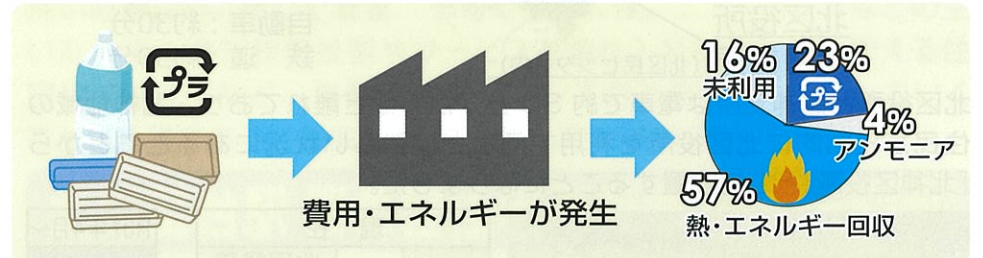 プラ
費用・エネルギーが発生
16%
未利用
23%
プラ
4%
アンモニア
57%
熱・エネルギー回収